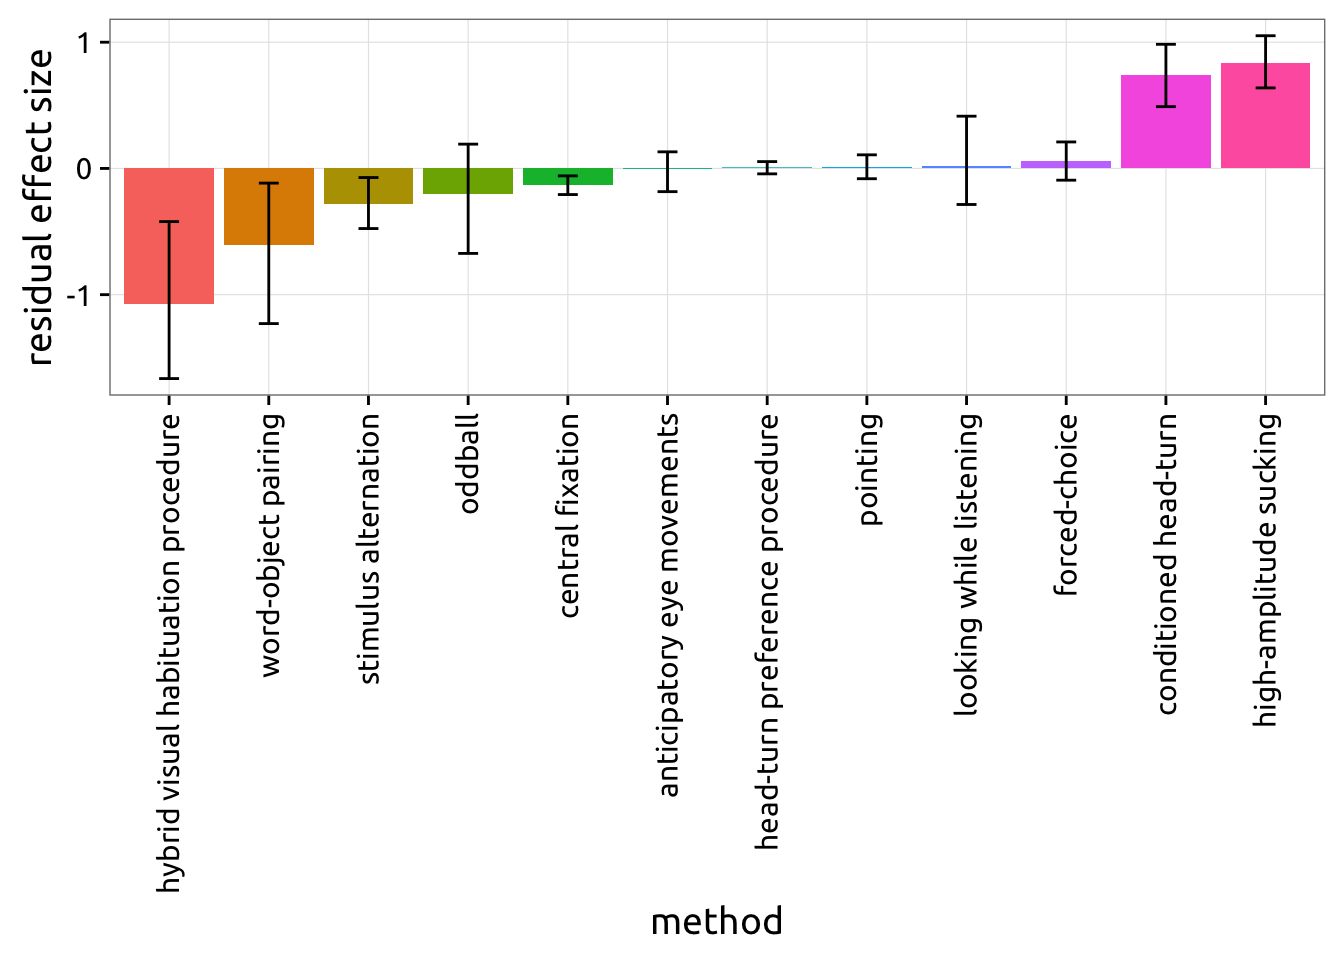 residual effect size
1
0
-1
hybrid visual habituation procedure
word-object pairing
stimulus alternation
oddball
central fixation
anticipatory eye movements
head-turn preference procedure
pointing
looking while listening
forced-choice
conditioned head-turn
high-amplitude sucking
method